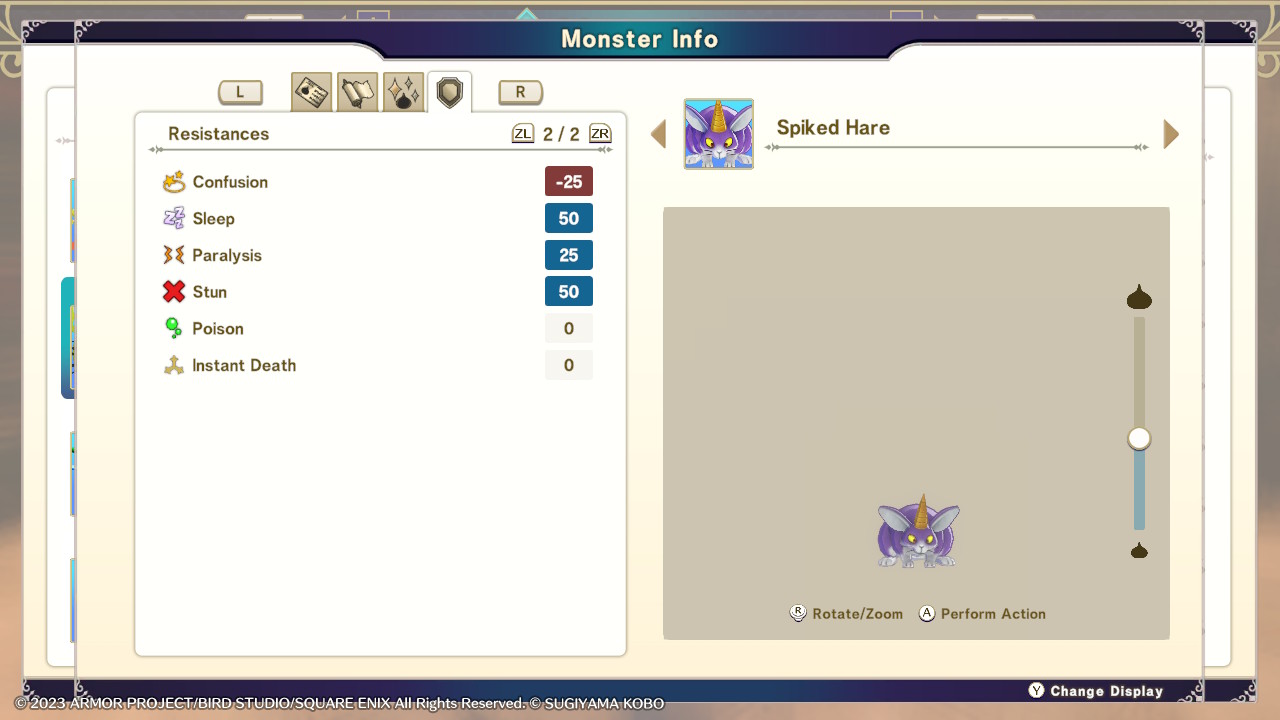 Monster Info
L
R
Resistances
ZL 2 / 2 ZR
Spiked Hare
Confusion -25
Sleep 50
Paralysis 25
Stun 50
Poison 0
Instant Death 0
R Rotate/Zoom A Perform Action
Y Change Display
© 2023 ARMOR PROJECT/BIRD STUDIO/SQUARE ENIX All Rights Reserved. © SUGIYAMA KOBO